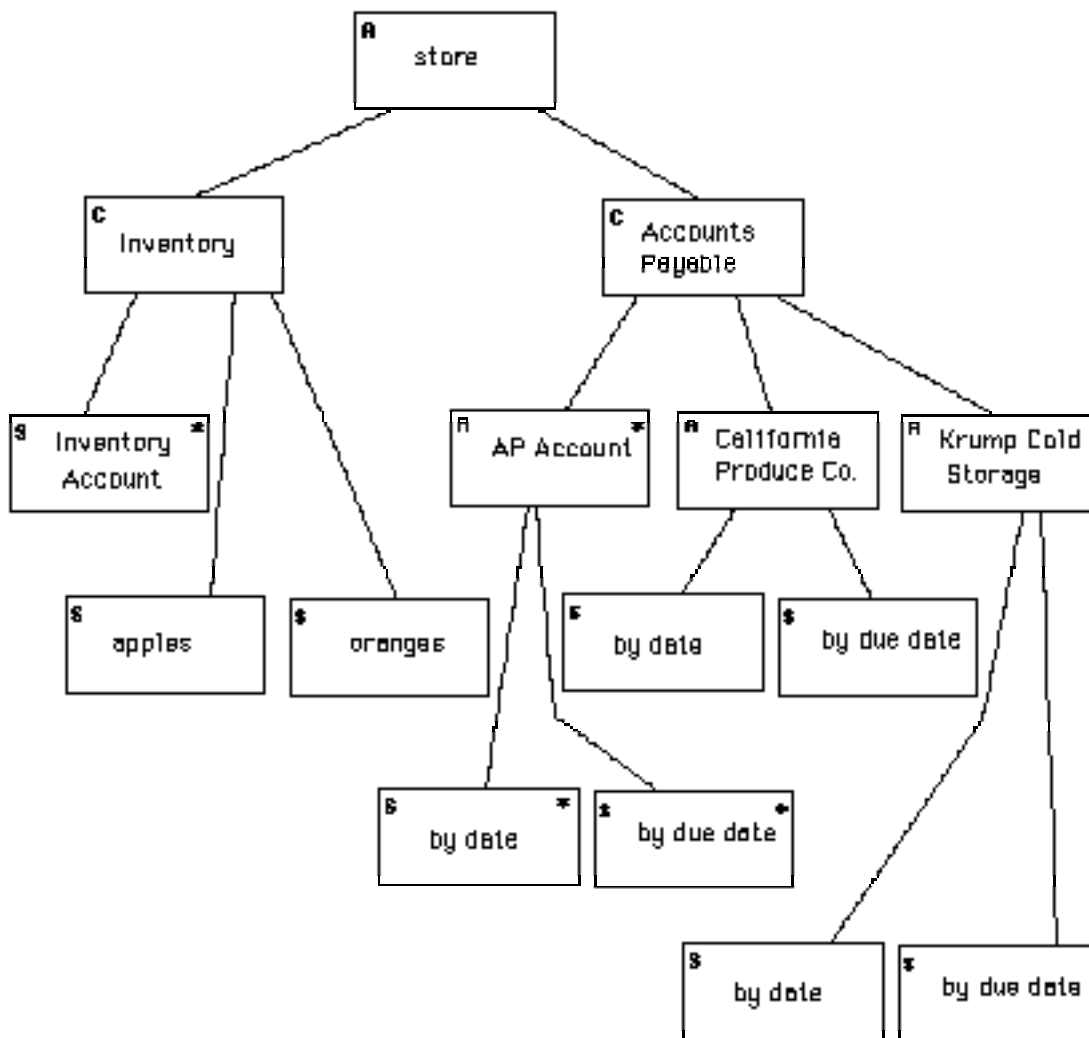 A
store
C
Inventory
C
Accounts
Payable
S
Inventory *
Account
A
AP Account *
A
California
Produce Co.
A
Krump Cold
Storage
S
apples
S
oranges
S
by date
S
by due date
S
by date *
S
by due date *
S
by date
S
by due date